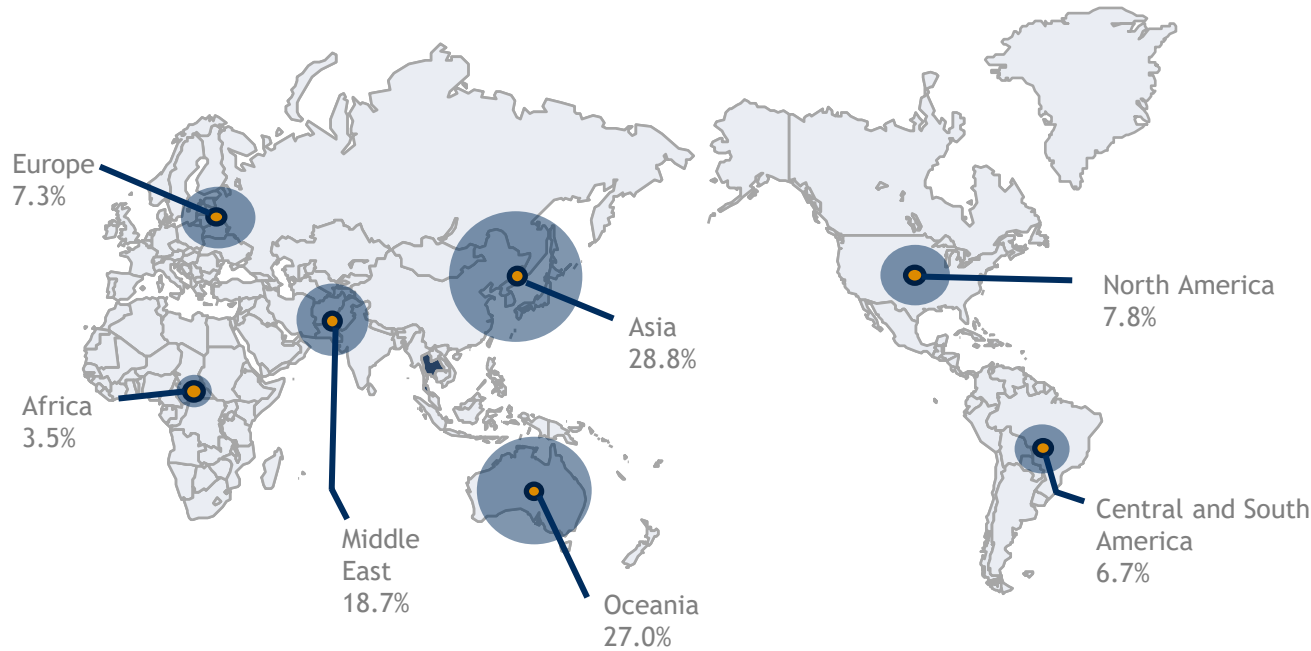 Europe
7.3%
Asia
28.8%
North America
7.8%
Africa
3.5%
Middle
East
18.7%
Oceania
27.0%
Central and South
America
6.7%